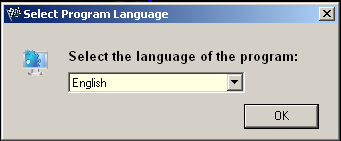 Select Program Language
Select the language of the program:
English
OK